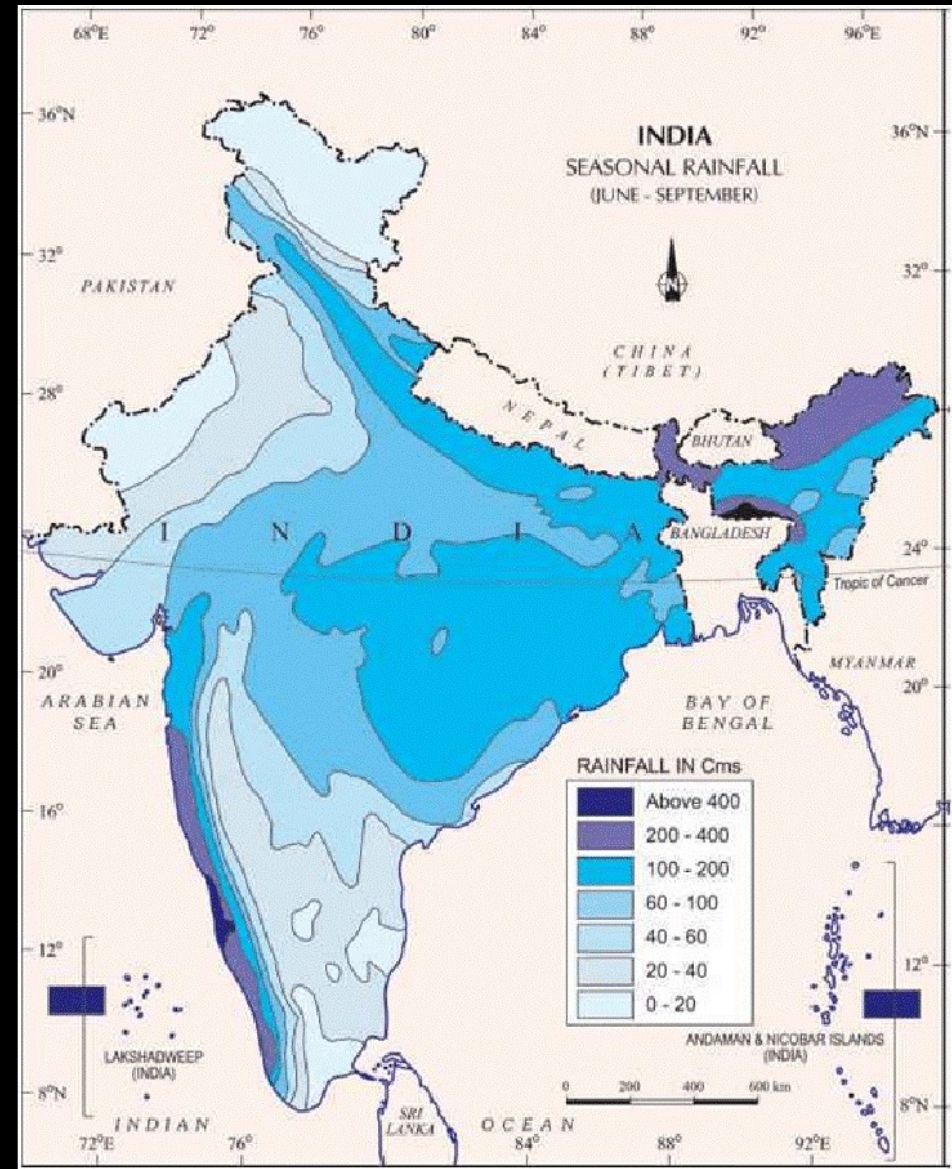 68°E 72° 76° 80° 84° 88° 92° 96°E
36°N
36°N
INDIA
SEASONAL RAINFALL
(JUNE - SEPTEMBER)
N
32°
32°
PAKISTAN
CHINA
(TIBET)
28°
NEPAL
BHUTAN
INDIA
BANGLADESH
24°
Tropic of Cancer
MYANMAR
20°
20°
ARABIAN
SEA
BAY OF
BENGAL
RAINFALL IN Cms
Above 400
200 - 400
100 - 200
60 - 100
40 - 60
20 - 40
0 - 20
16°
12°
12°
LAKSHADWEEP
(INDIA)
ANDAMAN & NICOBAR ISLANDS
(INDIA)
0 200 400 600 km
8°N
8°N
SRI
LANKA
INDIAN OCEAN
72°E 76° 84° 88° 92°E